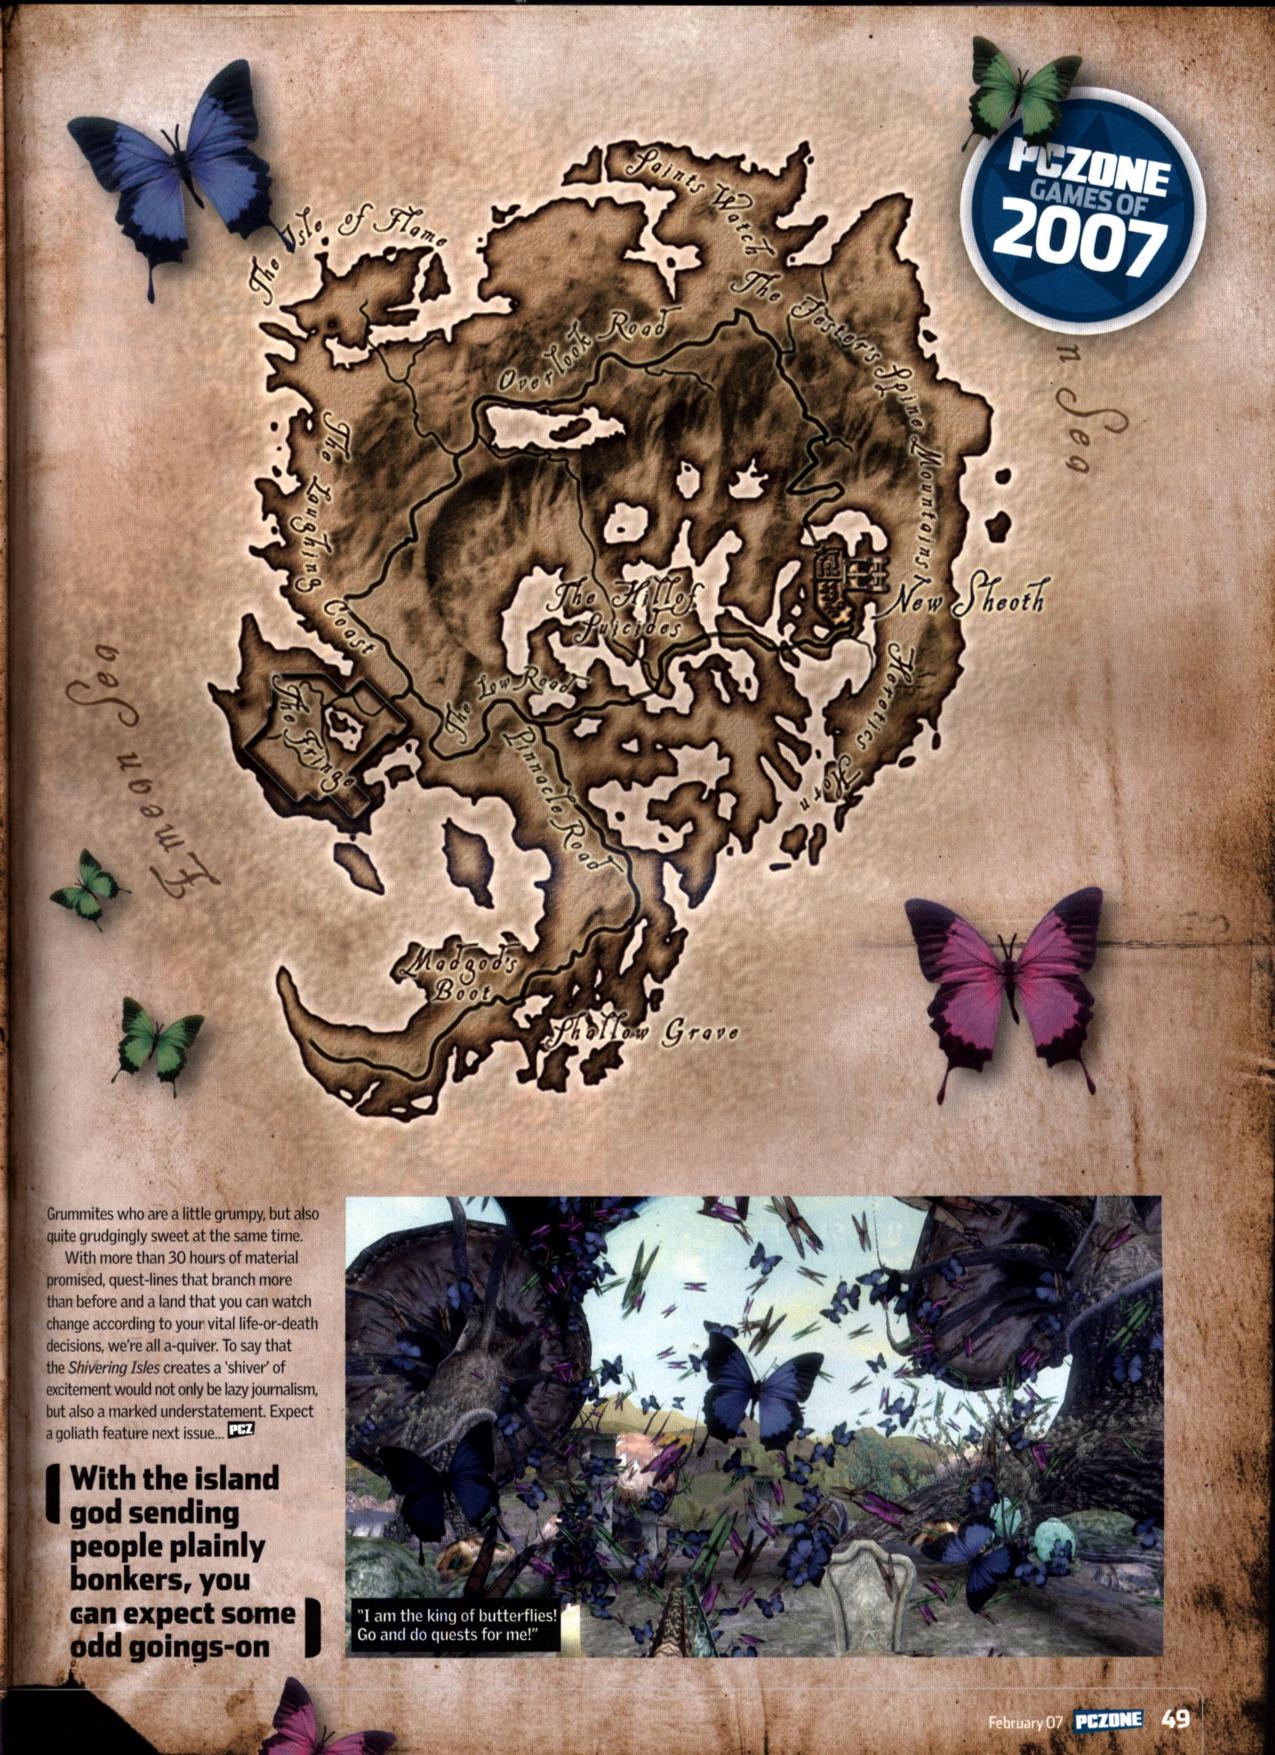 PCZONE
GAMES OF
2007
Saints Watch
The Isle of Flame
The Jester's Spine Mountains
Overlook Road
n Sea
The Laughing Coast
The Hill of
Suicides
New Sheoth
Emean Sea
The Fringe
The Low Road
Heretics Horn
Pinnacle Road
Madgod's
Boot
Shallow Grave
Grummites who are a little grumpy, but also
quite grudgingly sweet at the same time.
With more than 30 hours of material
promised, quest-lines that branch more
than before and a land that you can watch
change according to your vital life-or-death
decisions, we're all a-quiver. To say that
the Shivering Isles creates a 'shiver' of
excitement would not only be lazy journalism,
but also a marked understatement. Expect
a goliath feature next issue... PCZ
With the island
god sending
people plainly
bonkers, you
can expect some
odd goings-on
"I am the king of butterflies!
Go and do quests for me!"
February 07 PCZONE 49